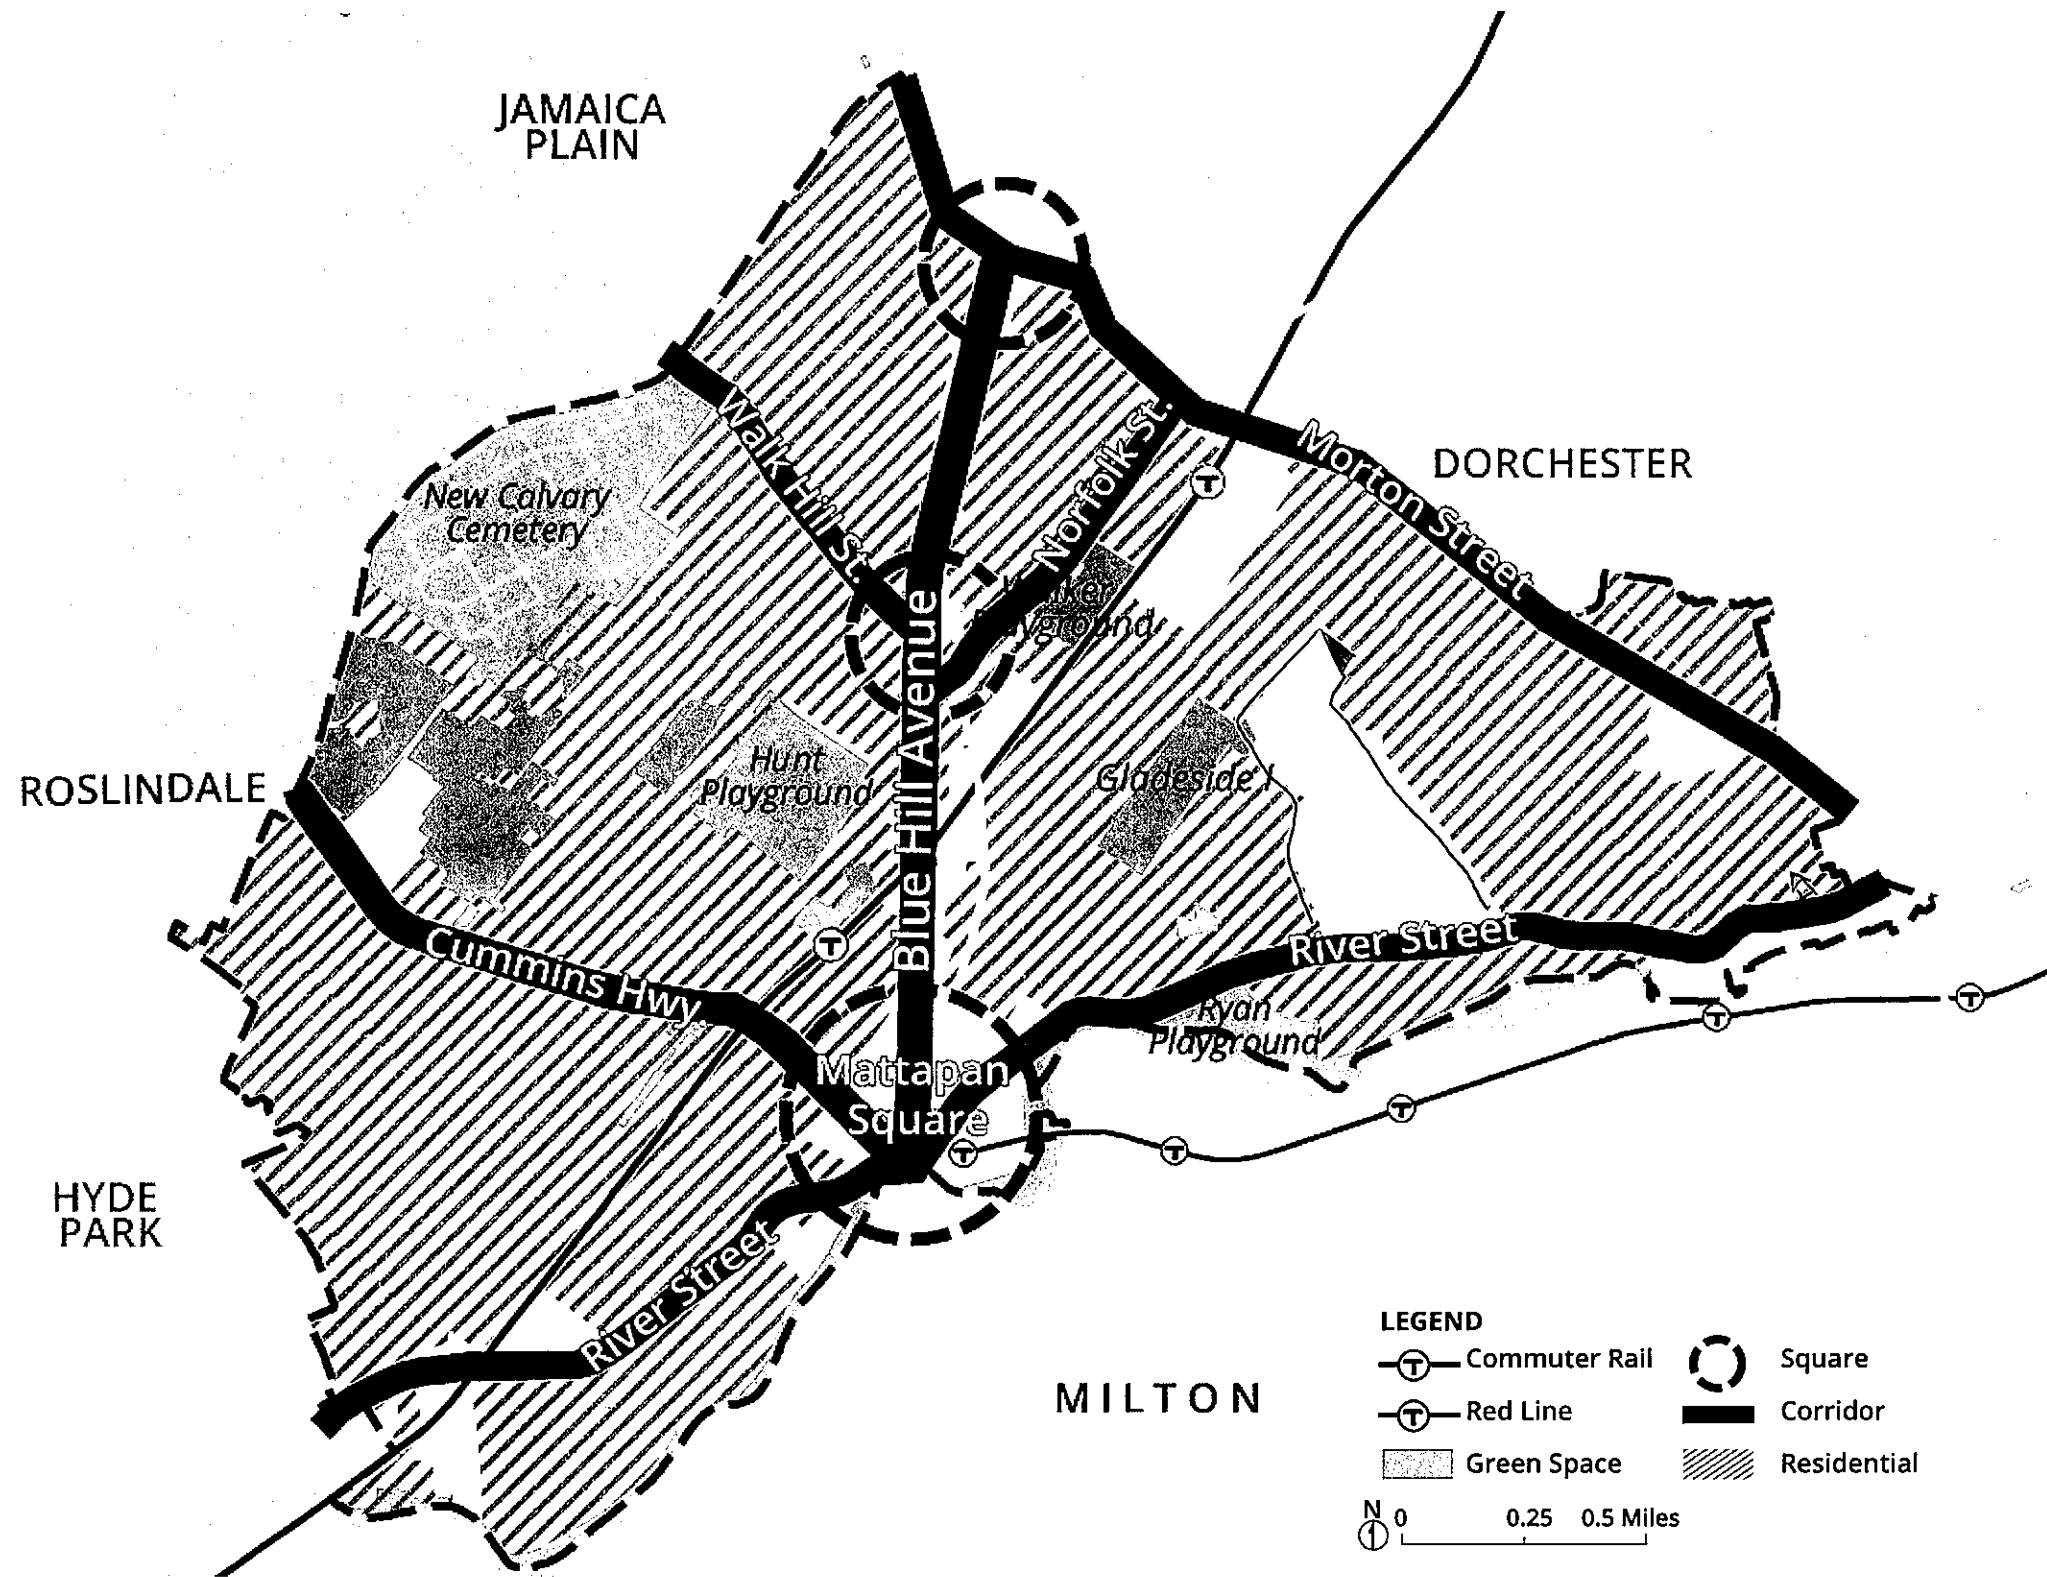 JAMAICA
PLAIN
New Calvary
Cemetery
Walk Hill St.
Norfolk St.
Morton Street
DORCHESTER
Playground
Blue Hill Avenue
Hunt
Playground
Gladeside I
ROSLINDALE
Cummins Hwy.
River Street
Ryan
Playground
Mattapan
Square
T
T
T
T
T
T
T
HYDE
PARK
River Street
MILTON
LEGEND
T Commuter Rail
T Red Line
Green Space
Square
Corridor
Residential
N 0 0.25 0.5 Miles